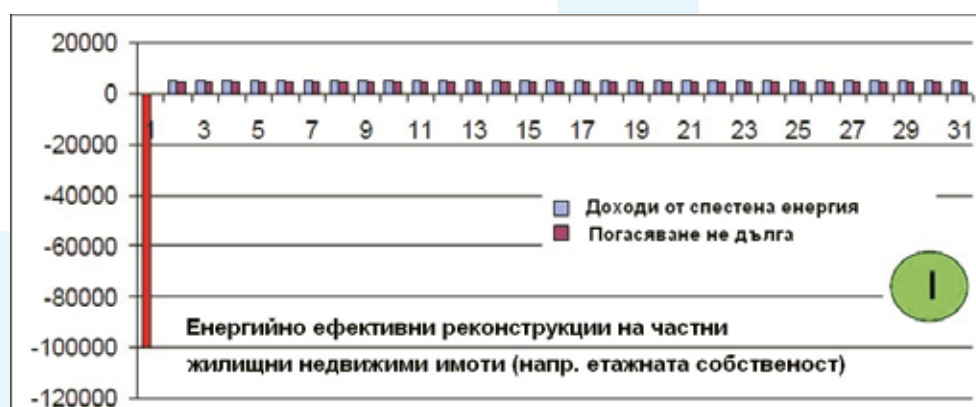 20000
0
1 3 5 7 9 11 13 15 17 19 21 23 25 27 29 31
-20000
-40000
Доходи от спестена енергия
Погасяване не дълга
-60000
-80000
I
Енергийно ефективни реконструкции на частни
-100000
жилищни недвижими имоти (напр. етажната собственост)
-120000